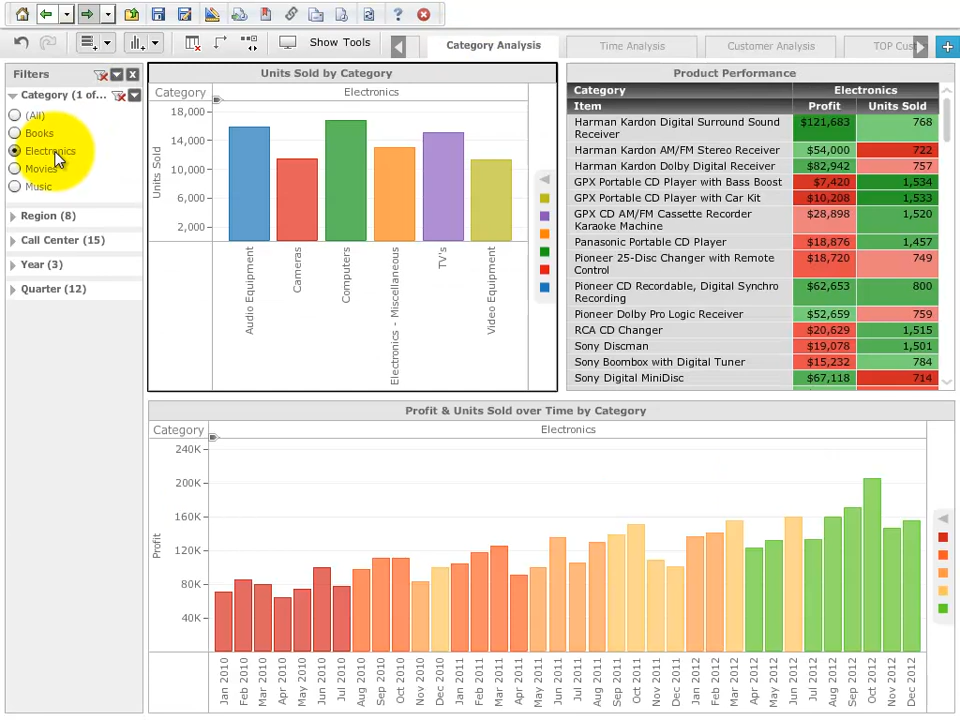 Show Tools
Category Analysis
Time Analysis
Customer Analysis
TOP Cus
Filters
Category (1 of...
(All)
Books
Electronics
Movies
Music
Region (8)
Call Center (15)
Year (3)
Quarter (12)
Units Sold by Category
Category
Electronics
Units Sold
18,000
14,000
10,000
6,000
2,000
Audio Equipment
Cameras
Computers
Electronics - Miscellaneous
TV's
Video Equipment
Product Performance
Category Electronics
Item Profit Units Sold
Harman Kardon Digital Surround Sound
Receiver $121,683 768
Harman Kardon AM/FM Stereo Receiver $54,000 722
Harman Kardon Dolby Digital Receiver $82,942 757
GPX Portable CD Player with Bass Boost $7,420 1,534
GPX Portable CD Player with Car Kit $10,208 1,533
GPX CD AM/FM Cassette Recorder
Karaoke Machine $28,898 1,520
Panasonic Portable CD Player $18,876 1,457
Pioneer 25-Disc Changer with Remote
Control $18,720 749
Pioneer CD Recordable, Digital Synchro
Recording $62,653 800
Pioneer Dolby Pro Logic Receiver $52,659 759
RCA CD Changer $20,629 1,515
Sony Discman $19,078 1,501
Sony Boombox with Digital Tuner $15,232 784
Sony Digital MiniDisc $67,118 714
Profit & Units Sold over Time by Category
Category
Electronics
Profit
240K
200K
160K
120K
80K
40K
Jan 2010
Feb 2010
Mar 2010
Apr 2010
May 2010
Jun 2010
Jul 2010
Aug 2010
Sep 2010
Oct 2010
Nov 2010
Dec 2010
Jan 2011
Feb 2011
Mar 2011
Apr 2011
May 2011
Jun 2011
Jul 2011
Aug 2011
Sep 2011
Oct 2011
Nov 2011
Dec 2011
Jan 2012
Feb 2012
Mar 2012
Apr 2012
May 2012
Jun 2012
Jul 2012
Aug 2012
Sep 2012
Oct 2012
Nov 2012
Dec 2012